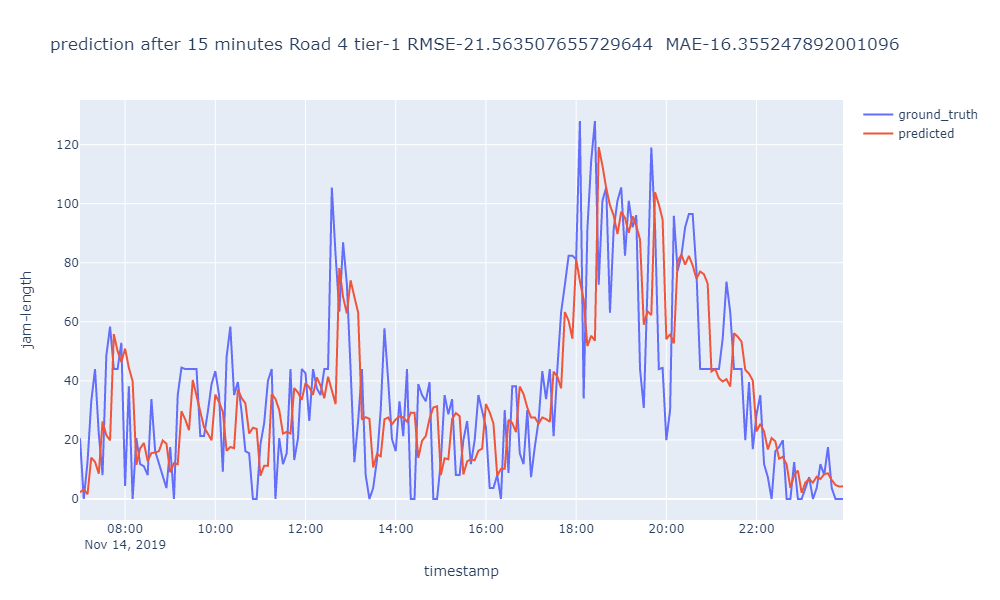 prediction after 15 minutes Road 4 tier-1 RMSE-21.563507655729644  MAE-16.355247892001096
ground_truth
predicted
120
100
80
60
40
20
0
jam-length
08:00 10:00 12:00 14:00 16:00 18:00 20:00 22:00
Nov 14, 2019
timestamp